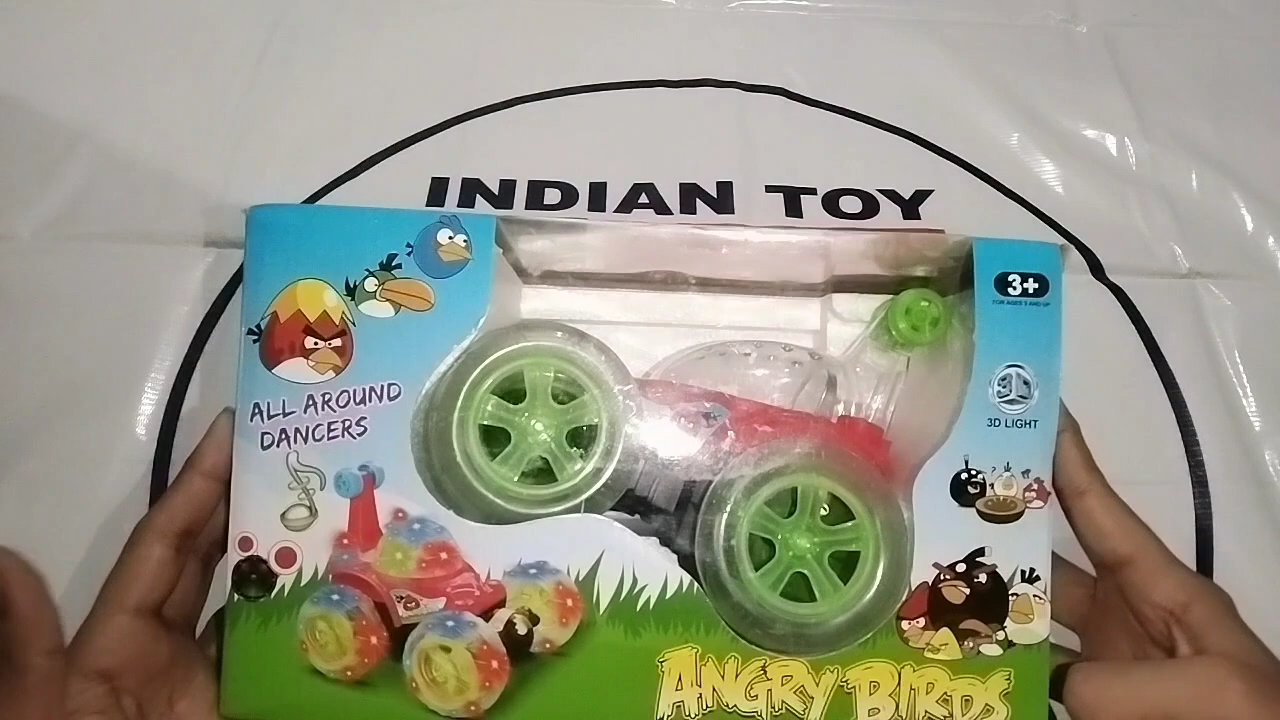 INDIAN TOY
3+
FOR AGES 3 AND UP
3D
3D LIGHT
ALL AROUND
DANCERS
ANGRY BIRDS